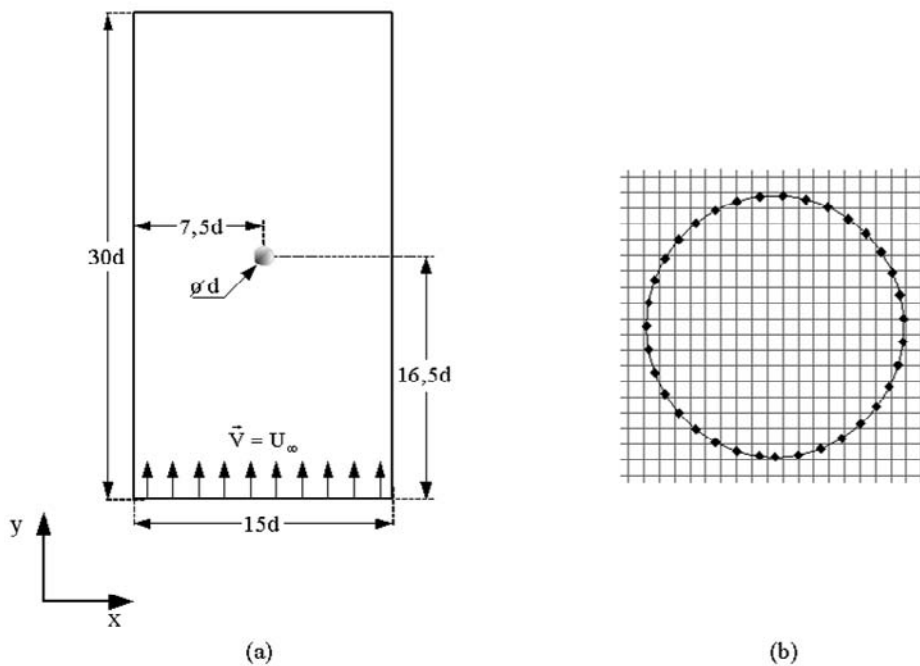 7,5d
30d
ø d
16,5d
V⃗ = U∞
15d
y
x
(a)
(b)